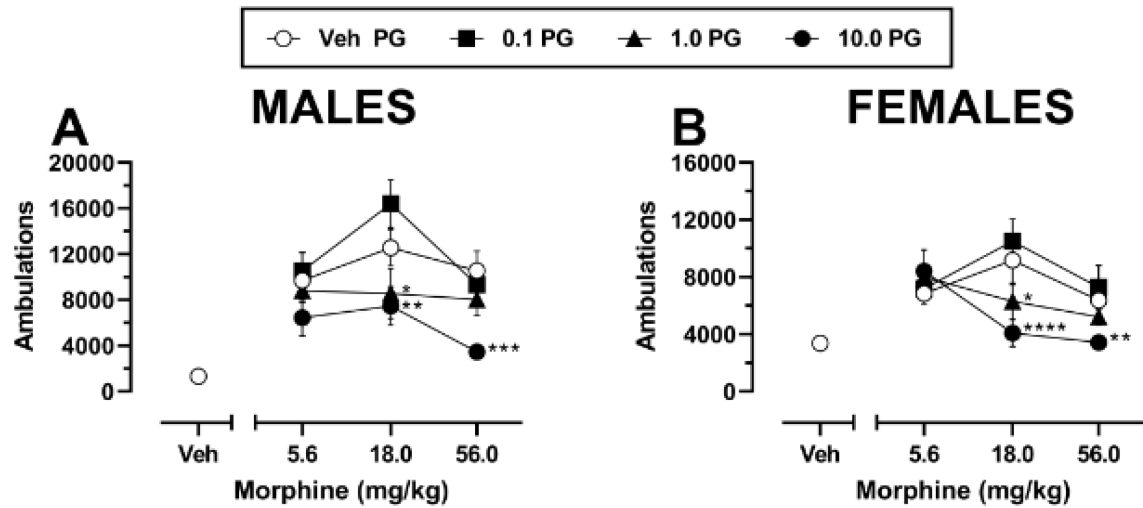 Veh PG 0.1 PG 1.0 PG 10.0 PG
A MALES
20000
16000
12000
8000
4000
0
Ambulations
*
**
***
Veh 5.6 18.0 56.0
Morphine (mg/kg)
B FEMALES
16000
12000
8000
4000
0
Ambulations
*
****
**
Veh 5.6 18.0 56.0
Morphine (mg/kg)